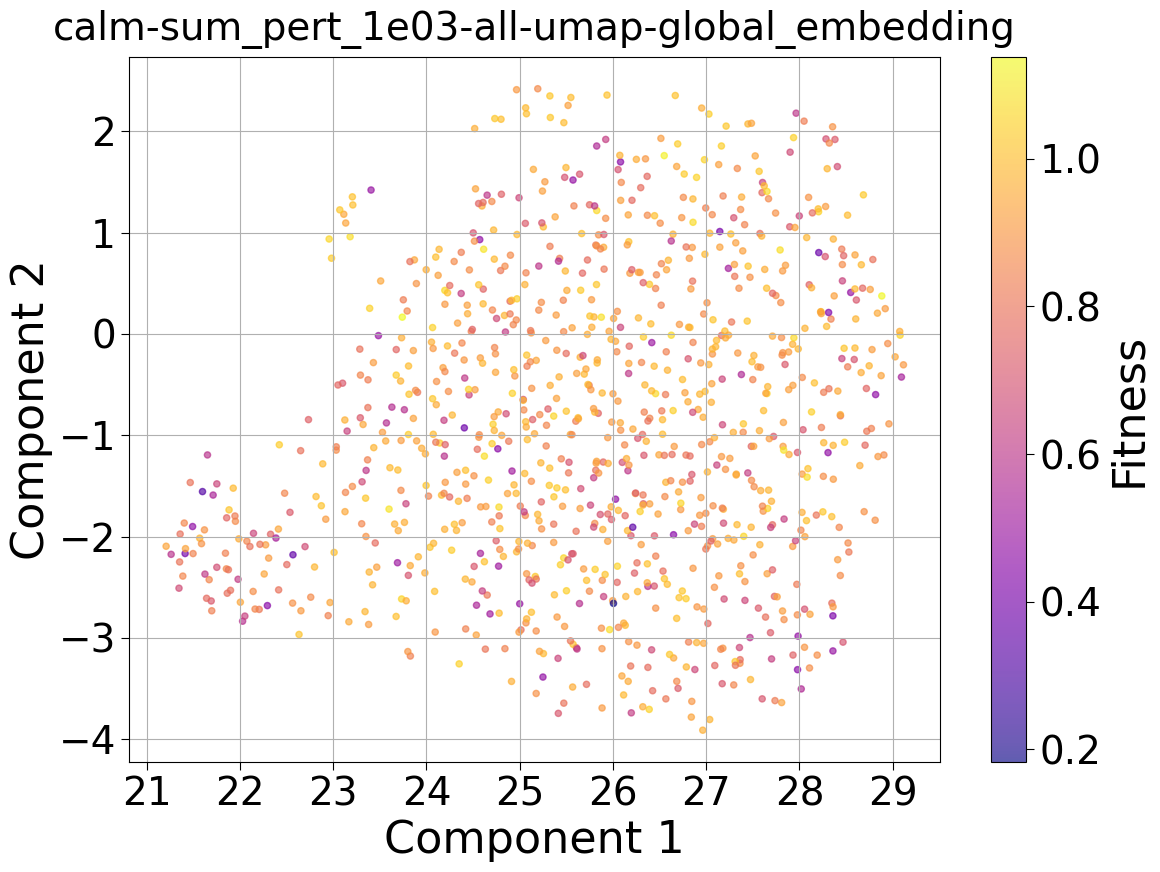 calm-sum_pert_1e03-all-umap-global_embedding
2
1
0
−1
−2
−3
−4
Component 2
21 22 23 24 25 26 27 28 29
Component 1
1.0
0.8
0.6
0.4
0.2
Fitness